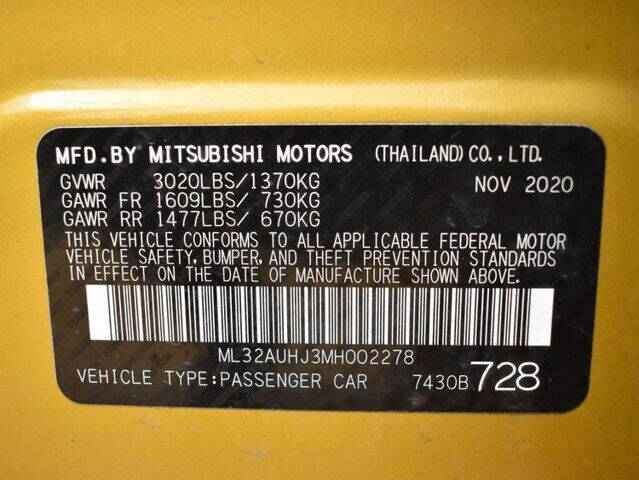 MFD.BY MITSUBISHI MOTORS (THAILAND) CO., LTD.
GVWR 3020LBS/1370KG NOV 2020
GAWR FR 1609LBS/ 730KG
GAWR RR 1477LBS/ 670KG
THIS VEHICLE CONFORMS TO ALL APPLICABLE FEDERAL MOTOR
VEHICLE SAFETY, BUMPER, AND THEFT PREVENTION STANDARDS
IN EFFECT ON THE DATE OF MANUFACTURE SHOWN ABOVE.
ML32AUHJ3MH002278
VEHICLE TYPE:PASSENGER CAR 7430B 728